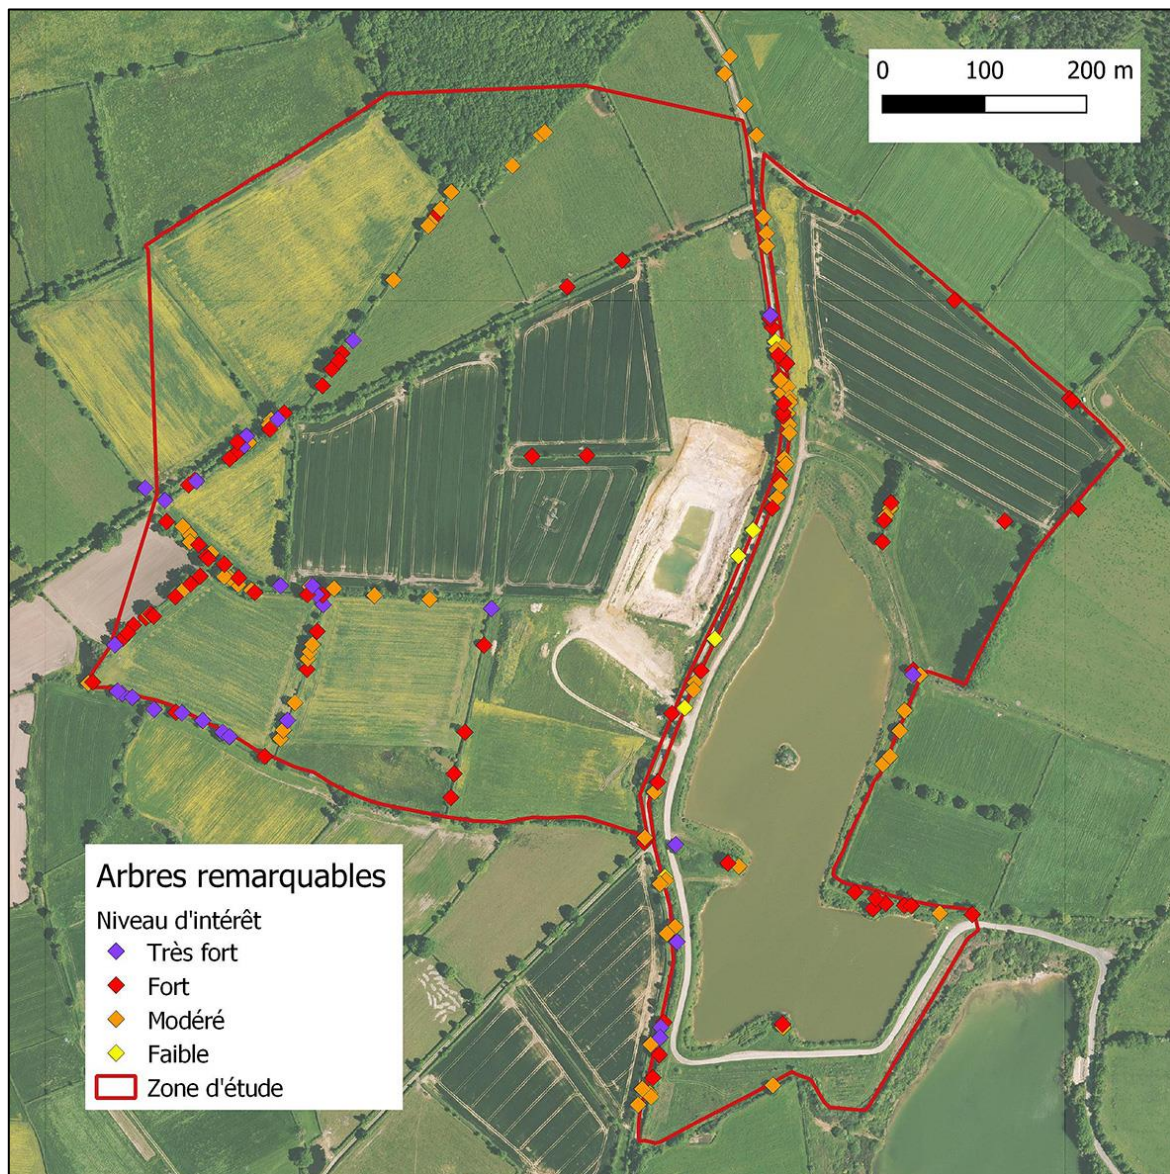 0 100 200 m
Arbres remarquables
Niveau d'intérêt
Très fort
Fort
Modéré
Faible
Zone d'étude